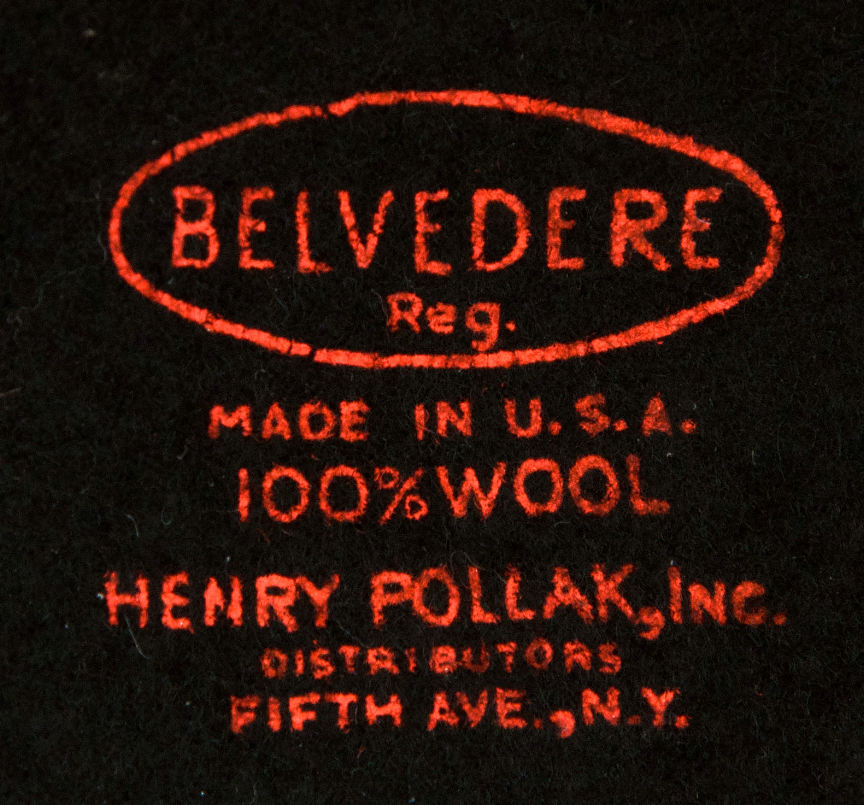 BELVEDERE
Reg.
MADE IN U.S.A.
100% WOOL
HENRY POLLAK, INC.
DISTRIBUTORS
FIFTH AVE., N.Y.